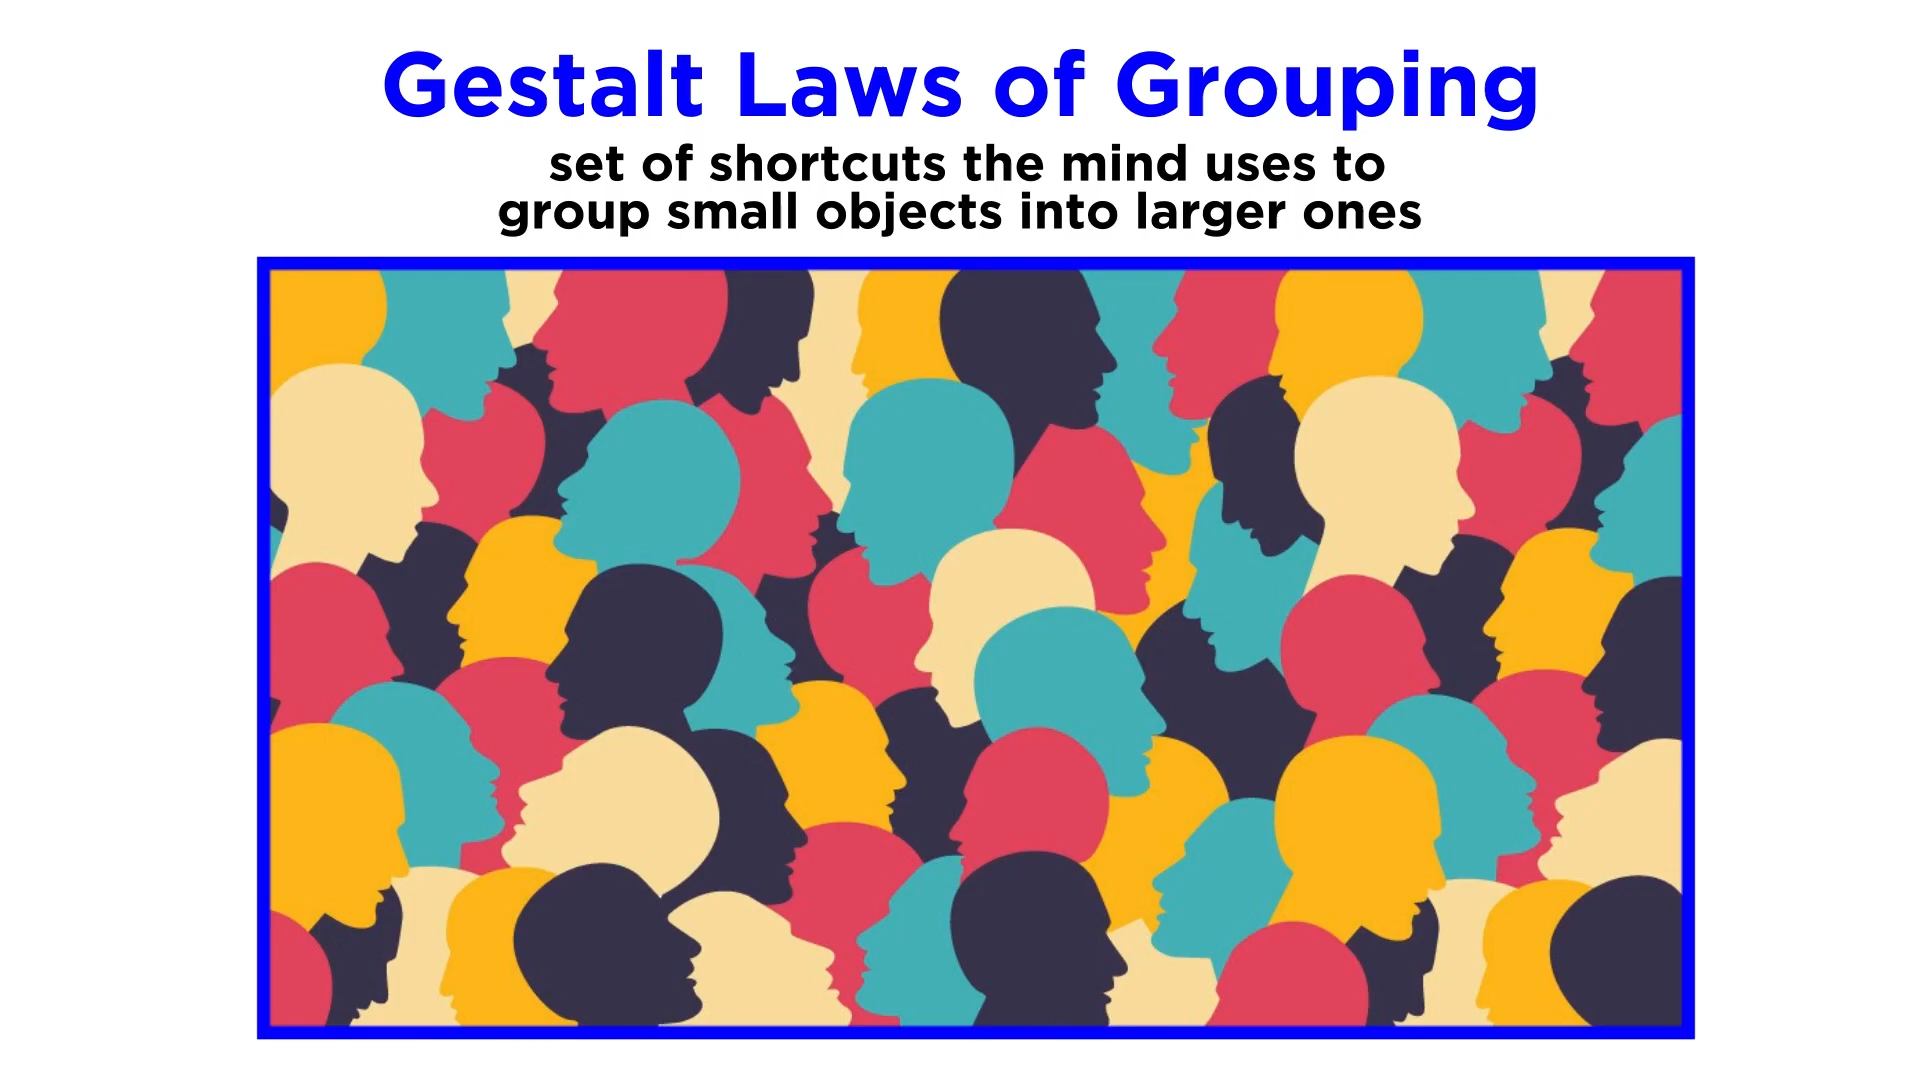 Gestalt Laws of Grouping
set of shortcuts the mind uses to
group small objects into larger ones